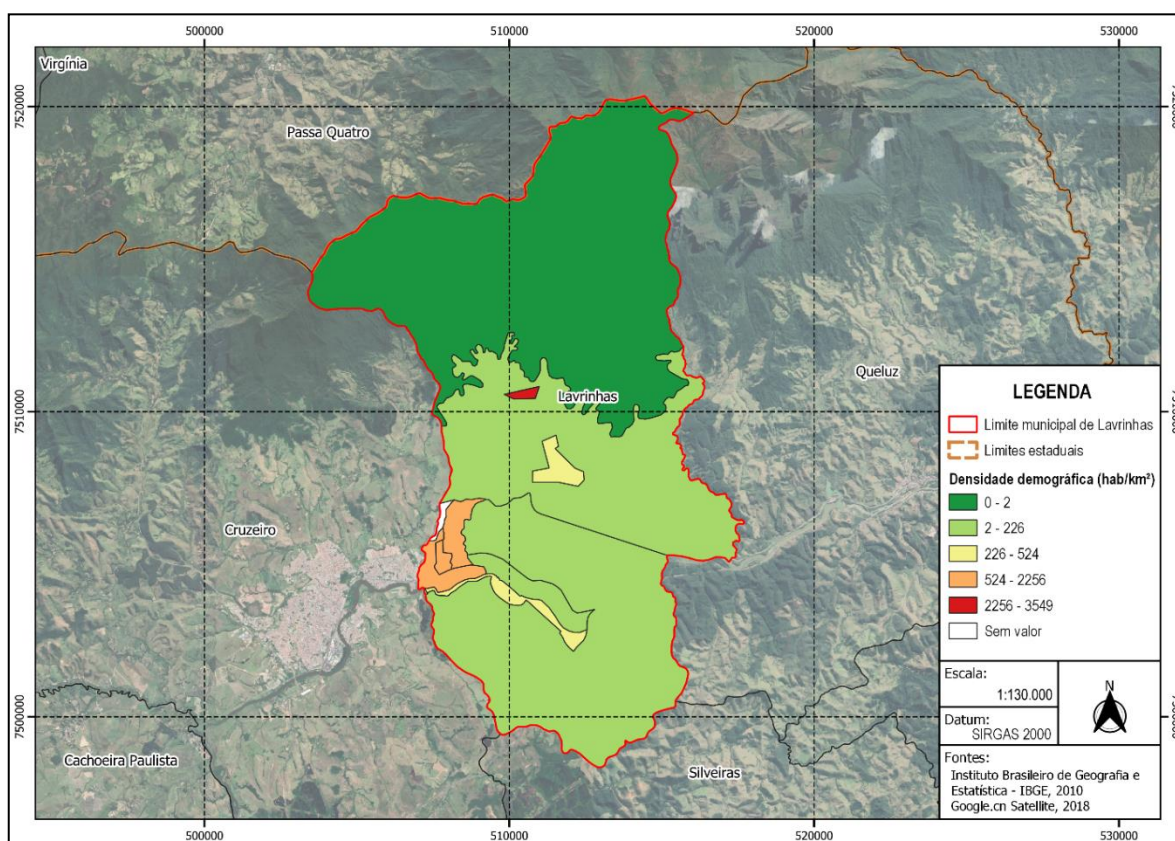 500000 510000 520000 530000
Virgínia
7520000
Passa Quatro
Queluz
Lavrinhas
7510000
Cruzeiro
7500000
Cachoeira Paulista
Silveiras
LEGENDA
Limite municipal de Lavrinhas
Limites estaduais
Densidade demográfica (hab/km²)
0 - 2
2 - 226
226 - 524
524 - 2256
2256 - 3549
Sem valor
Escala:
1:130.000
N
Datum:
SIRGAS 2000
Fontes:
Instituto Brasileiro de Geografia e
Estatística - IBGE, 2010
Google.cn Satellite, 2018
500000 510000 520000 530000